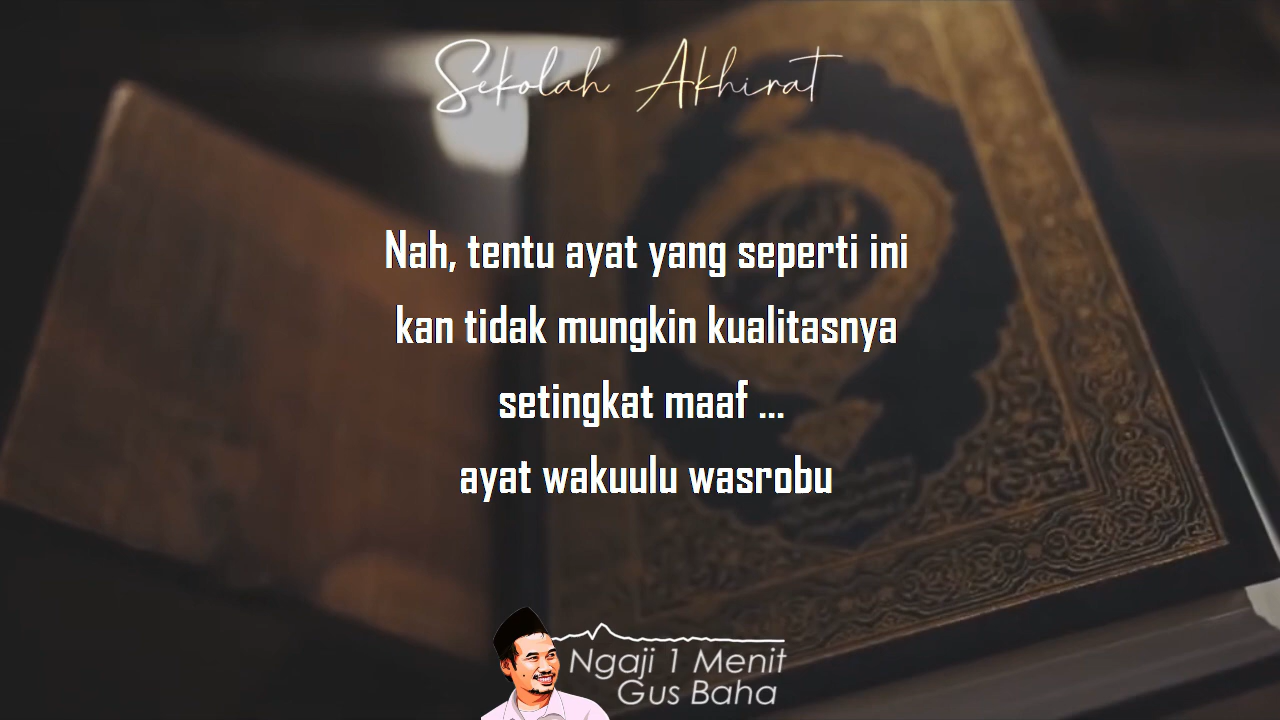 Sekolah Akhirat
Nah, tentu ayat yang seperti ini
kan tidak mungkin kualitasnya
setingkat maaf ...
ayat wakuulu wasrobu
Ngaji 1 Menit
Gus Baha